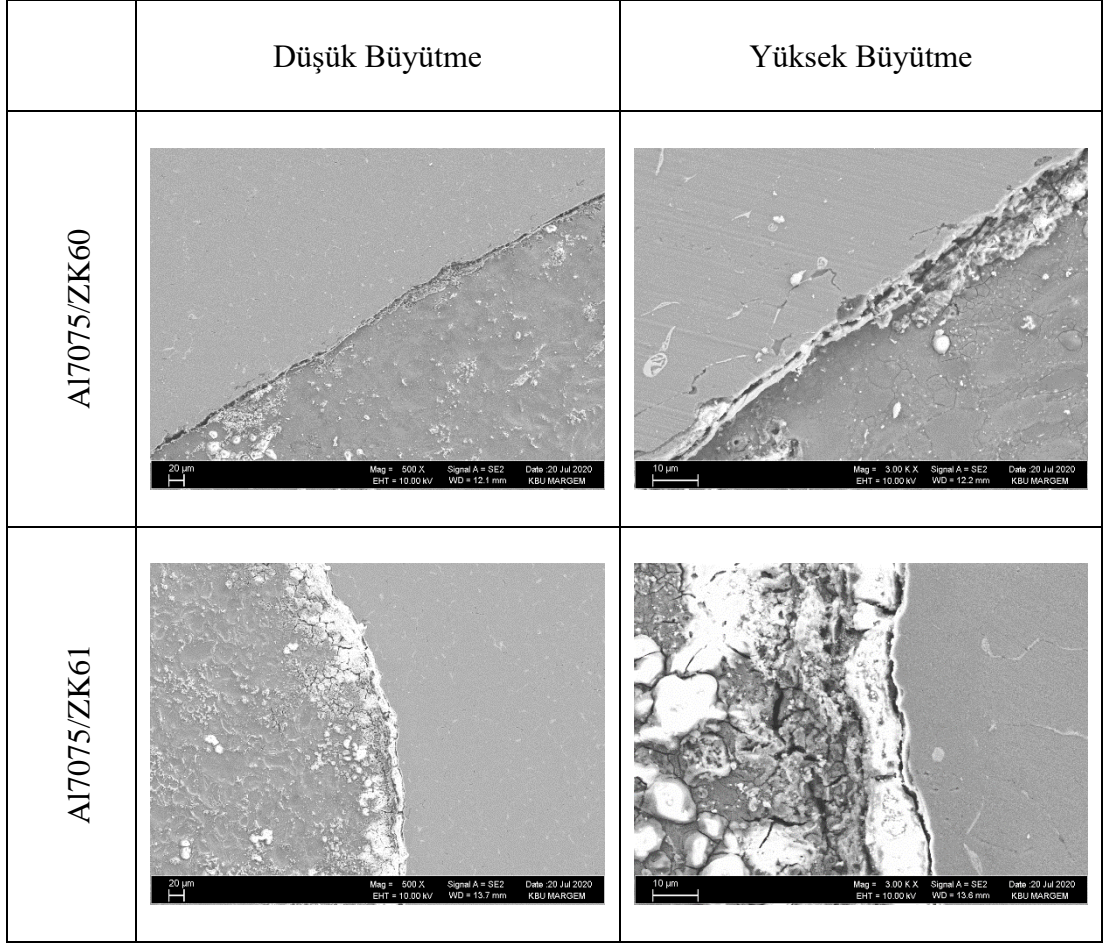 Düşük Büyütme
Yüksek Büyütme
Al7075/ZK60
20 µm
Mag = 500 X
Signal A = SE2
Date :20 Jul 2020
EHT = 10.00 kV
WD = 12.1 mm
KBU MARGEM
10 µm
Mag = 3.00 K X
Signal A = SE2
Date :20 Jul 2020
EHT = 10.00 kV
WD = 12.2 mm
KBU MARGEM
Al7075/ZK61
20 µm
Mag = 500 X
Signal A = SE2
Date :20 Jul 2020
EHT = 10.00 kV
WD = 13.7 mm
KBU MARGEM
10 µm
Mag = 3.00 K X
Signal A = SE2
Date :20 Jul 2020
EHT = 10.00 kV
WD = 13.6 mm
KBU MARGEM